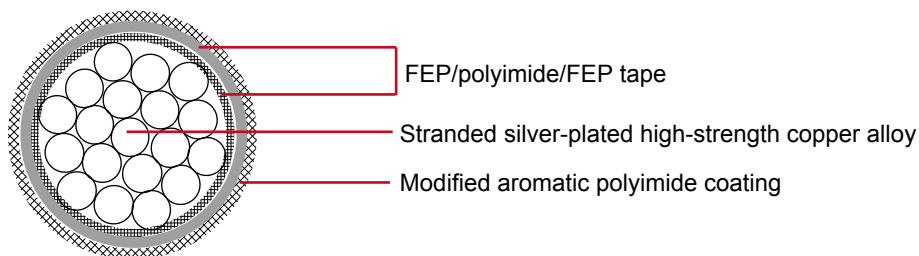 FEP/polyimide/FEP tape
Stranded silver-plated high-strength copper alloy
Modified aromatic polyimide coating